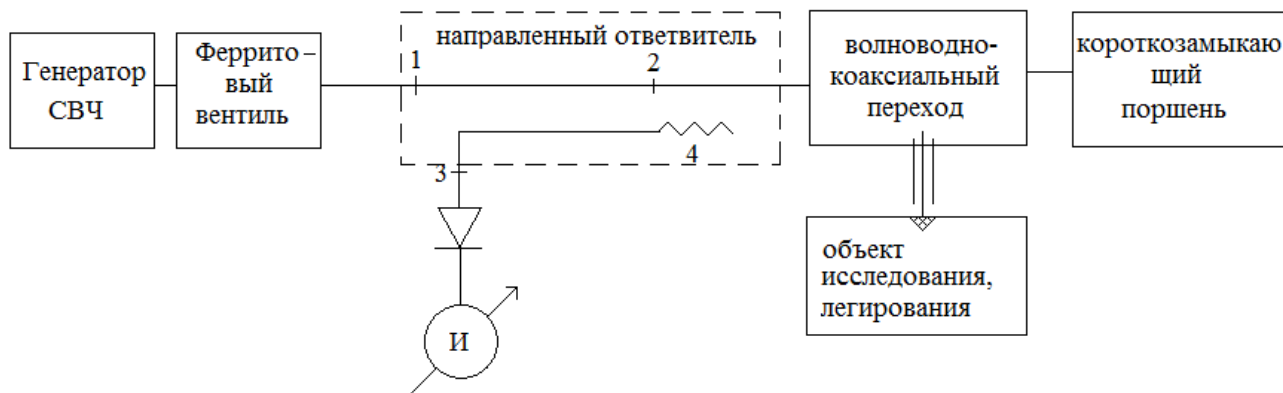 Генератор
СВЧ
Феррито –
вый
вентиль
направленный ответвитель
1
2
3
4
И
волноводно-
коаксиальный
переход
короткозамыкаю
щий
поршень
объект
исследования,
легирования